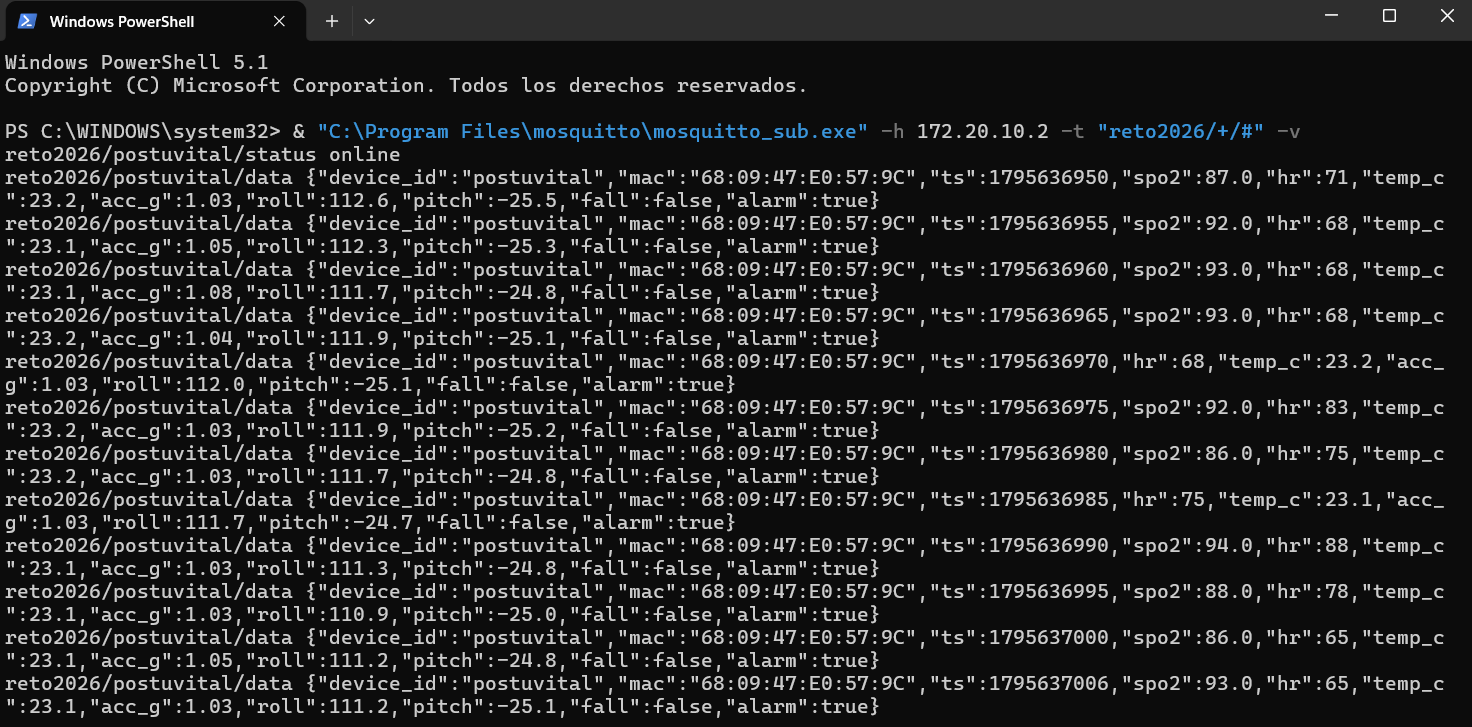 Windows PowerShell
Windows PowerShell 5.1
Copyright (C) Microsoft Corporation. Todos los derechos reservados.
PS C:\WINDOWS\system32> & "C:\Program Files\mosquitto\mosquitto_sub.exe" -h 172.20.10.2 -t "reto2026/+/#" -v
reto2026/postuvital/status online
reto2026/postuvital/data {"device_id":"postuvital","mac":"68:09:47:E0:57:9C","ts":1795636950,"spo2":87.0,"hr":71,"temp_c
":23.2,"acc_g":1.03,"roll":112.6,"pitch":-25.5,"fall":false,"alarm":true}
reto2026/postuvital/data {"device_id":"postuvital","mac":"68:09:47:E0:57:9C","ts":1795636955,"spo2":92.0,"hr":68,"temp_c
":23.1,"acc_g":1.05,"roll":112.3,"pitch":-25.3,"fall":false,"alarm":true}
reto2026/postuvital/data {"device_id":"postuvital","mac":"68:09:47:E0:57:9C","ts":1795636960,"spo2":93.0,"hr":68,"temp_c
":23.1,"acc_g":1.08,"roll":111.7,"pitch":-24.8,"fall":false,"alarm":true}
reto2026/postuvital/data {"device_id":"postuvital","mac":"68:09:47:E0:57:9C","ts":1795636965,"spo2":93.0,"hr":68,"temp_c
":23.2,"acc_g":1.04,"roll":111.9,"pitch":-25.1,"fall":false,"alarm":true}
reto2026/postuvital/data {"device_id":"postuvital","mac":"68:09:47:E0:57:9C","ts":1795636970,"hr":68,"temp_c":23.2,"acc_
g":1.03,"roll":112.0,"pitch":-25.1,"fall":false,"alarm":true}
reto2026/postuvital/data {"device_id":"postuvital","mac":"68:09:47:E0:57:9C","ts":1795636975,"spo2":92.0,"hr":83,"temp_c
":23.2,"acc_g":1.03,"roll":111.9,"pitch":-25.2,"fall":false,"alarm":true}
reto2026/postuvital/data {"device_id":"postuvital","mac":"68:09:47:E0:57:9C","ts":1795636980,"spo2":86.0,"hr":75,"temp_c
":23.2,"acc_g":1.03,"roll":111.7,"pitch":-24.8,"fall":false,"alarm":true}
reto2026/postuvital/data {"device_id":"postuvital","mac":"68:09:47:E0:57:9C","ts":1795636985,"hr":75,"temp_c":23.1,"acc_
g":1.03,"roll":111.7,"pitch":-24.7,"fall":false,"alarm":true}
reto2026/postuvital/data {"device_id":"postuvital","mac":"68:09:47:E0:57:9C","ts":1795636990,"spo2":94.0,"hr":88,"temp_c
":23.1,"acc_g":1.03,"roll":111.3,"pitch":-24.8,"fall":false,"alarm":true}
reto2026/postuvital/data {"device_id":"postuvital","mac":"68:09:47:E0:57:9C","ts":1795636995,"spo2":88.0,"hr":78,"temp_c
":23.1,"acc_g":1.03,"roll":110.9,"pitch":-25.0,"fall":false,"alarm":true}
reto2026/postuvital/data {"device_id":"postuvital","mac":"68:09:47:E0:57:9C","ts":1795637000,"spo2":86.0,"hr":65,"temp_c
":23.1,"acc_g":1.05,"roll":111.2,"pitch":-24.8,"fall":false,"alarm":true}
reto2026/postuvital/data {"device_id":"postuvital","mac":"68:09:47:E0:57:9C","ts":1795637006,"spo2":93.0,"hr":65,"temp_c
":23.1,"acc_g":1.03,"roll":111.2,"pitch":-25.1,"fall":false,"alarm":true}